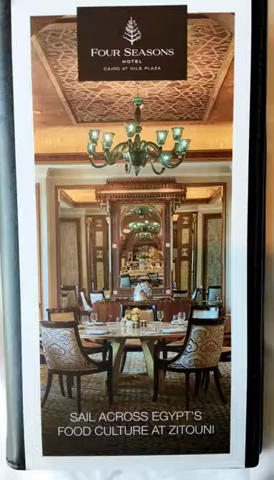 FOUR SEASONS
HOTEL
CAIRO AT NILE PLAZA
SAIL ACROSS EGYPT'S
FOOD CULTURE AT ZITOUNI